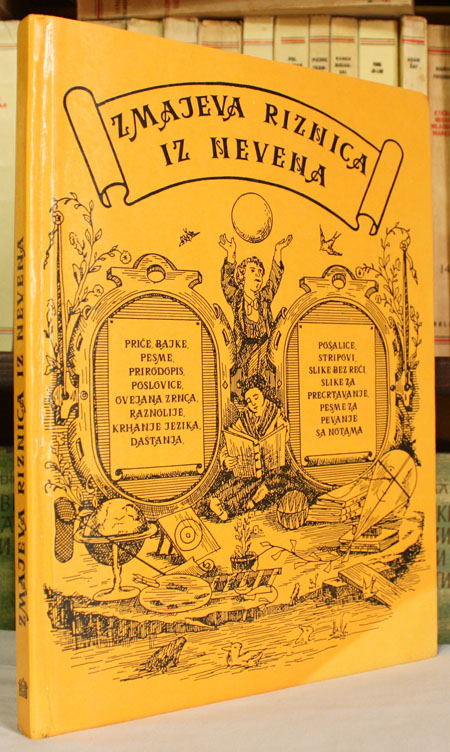 ZMAJEVA RIZNICA
IZ NEVENA
PRIČE, BAJKE,
PESME,
PRIRODOPIS,
POSLOVICE,
OVEJANA ZRNCA,
RAZNOLIJE,
KRHANJE JEZIKA,
DAŠTANJA,
POŠALICE,
STRIPOVI,
SLIKE BEZ REČI,
SLIKE ZA
PRECRTAVANJE,
PESME ZA
PEVANJE
SA NOTAMA
ZMAJEVA RIZNICA IZ NEVENA